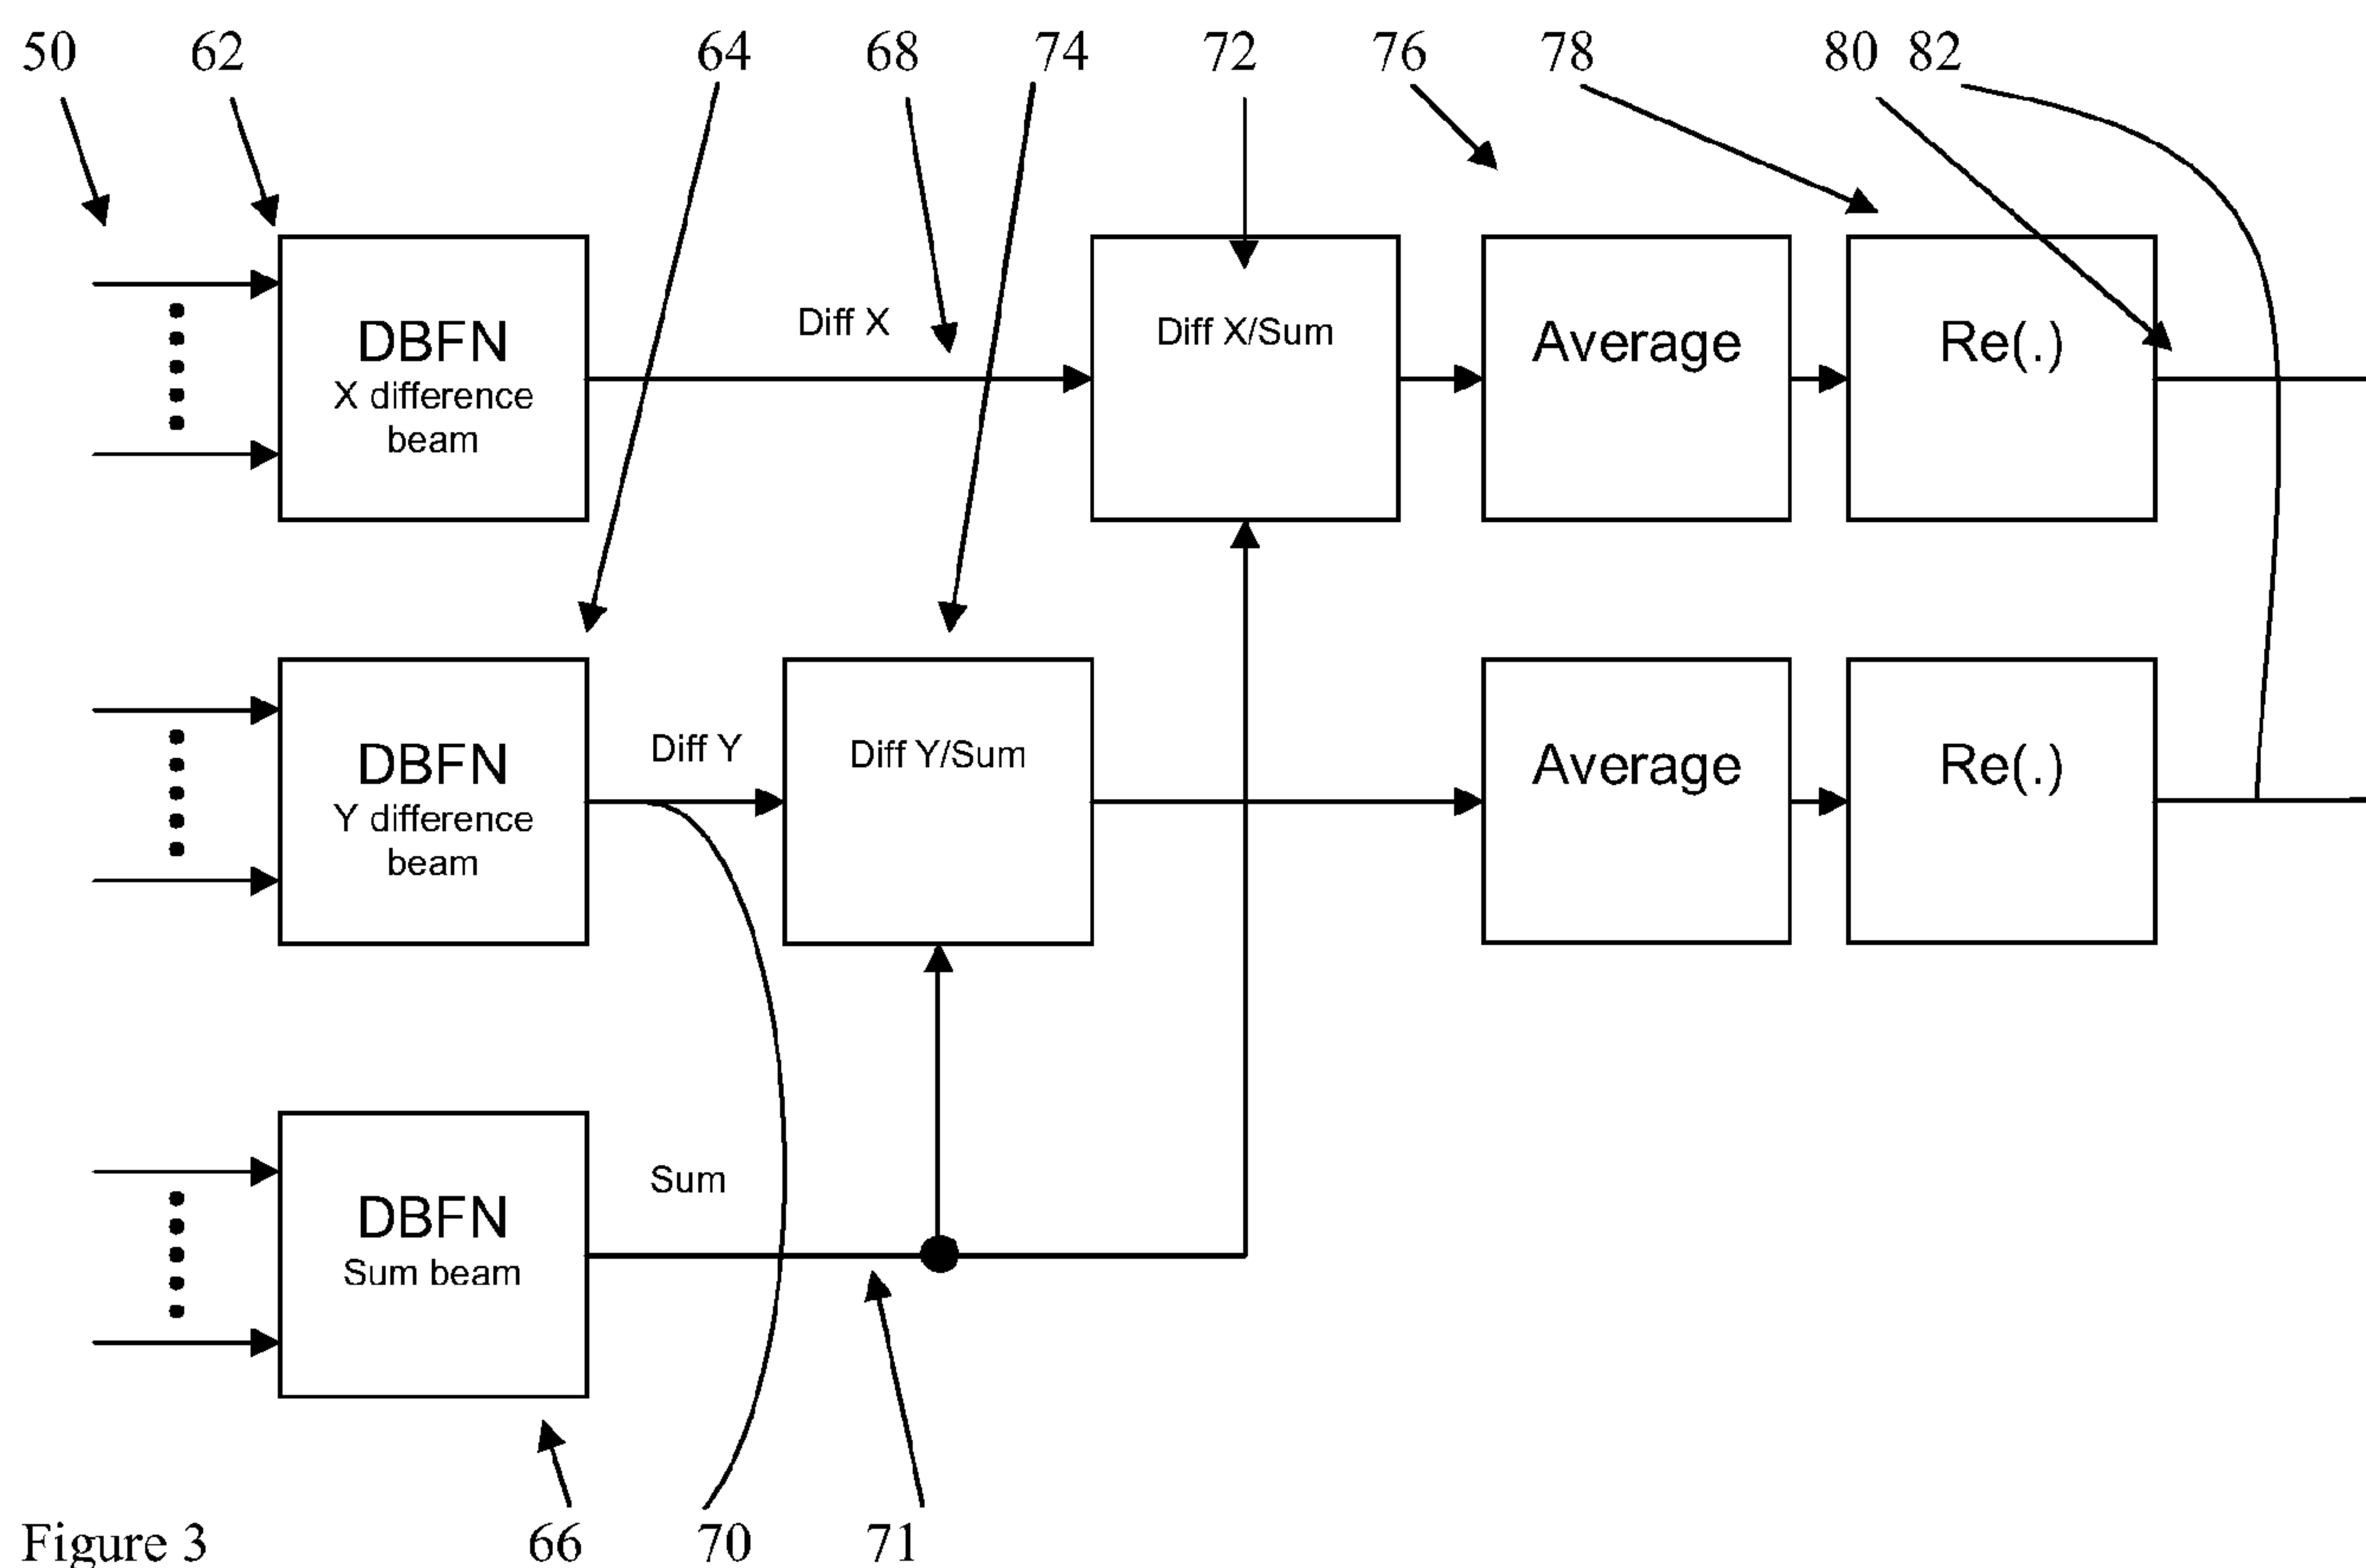 50 62 64 68 74 72 76 78 80 82
DBFN
X difference
beam
Diff X
Diff X/Sum
Average
Re(.)
DBFN
Y difference
beam
Diff Y
Diff Y/Sum
Average
Re(.)
DBFN
Sum beam
Sum
Figure 3
66 70 71